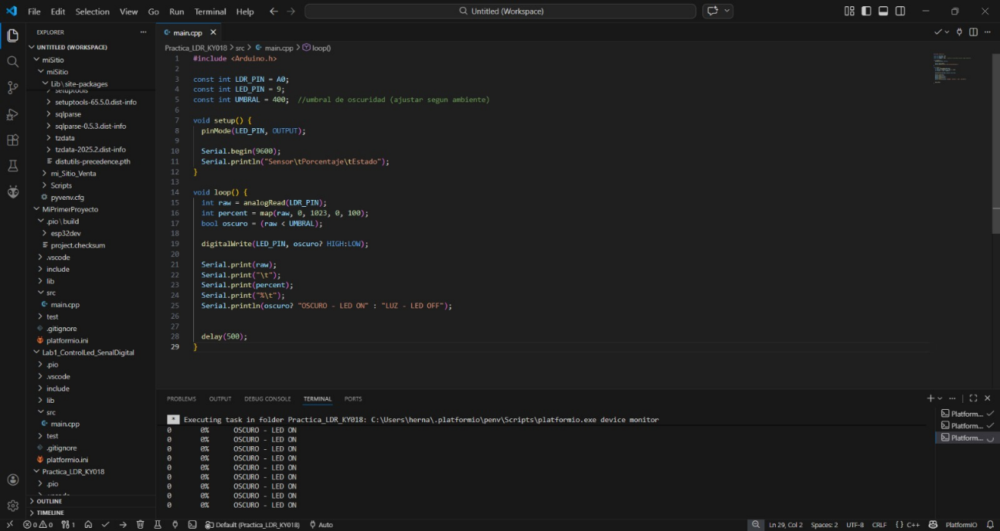 File Edit Selection View Go Run Terminal Help
Untitled (Workspace)
EXPLORER
UNTITLED (WORKSPACE)
miSitio
miSitio
Lib\site-packages
setuptools
setuptools-65.5.0.dist-info
sqlparse
sqlparse-0.5.3.dist-info
tzdata
tzdata-2025.2.dist-info
distutils-precedence.pth
mi_Sitio_Venta
Scripts
pyvenv.cfg
MiPrimerProyecto
.pio\build
esp32dev
project.checksum
.vscode
include
lib
src
main.cpp
test
.gitignore
platformio.ini
Lab1_ControlLed_SenalDigital
.pio
.vscode
include
lib
src
main.cpp
test
.gitignore
platformio.ini
Practica_LDR_KY018
.pio
OUTLINE
TIMELINE
main.cpp
Practica_LDR_KY018 > src > main.cpp > loop()
1 #include <Arduino.h>
2
3 const int LDR_PIN = A0;
4 const int LED_PIN = 9;
5 const int UMBRAL = 400; //umbral de oscuridad (ajustar segun ambiente)
6
7 void setup() {
8 pinMode(LED_PIN, OUTPUT);
9
10 Serial.begin(9600);
11 Serial.println("Sensor\tPorcentaje\tEstado");
12 }
13
14 void loop() {
15 int raw = analogRead(LDR_PIN);
16 int percent = map(raw, 0, 1023, 0, 100);
17 bool oscuro = (raw < UMBRAL);
18
19 digitalWrite(LED_PIN, oscuro? HIGH:LOW);
20
21 Serial.print(raw);
22 Serial.print("\t");
23 Serial.print(percent);
24 Serial.print("%\t");
25 Serial.println(oscuro? "OSCURO - LED ON" : "LUZ - LED OFF");
26
27
28 delay(500);
29 }
PROBLEMS OUTPUT DEBUG CONSOLE TERMINAL PORTS
* Executing task in folder Practica_LDR_KY018: C:\Users\herna\.platformio\penv\Scripts\platformio.exe device monitor
0 0% OSCURO - LED ON
0 0% OSCURO - LED ON
0 0% OSCURO - LED ON
0 0% OSCURO - LED ON
0 0% OSCURO - LED ON
0 0% OSCURO - LED ON
0 0% OSCURO - LED ON
0 0% OSCURO - LED ON
0 0% OSCURO - LED ON
Platform...
Platform...
Platform...
0 0 1 Default (Practica_LDR_KY018) Auto
Ln 29, Col 2 Spaces: 2 UTF-8 CRLF {} C++ PlatformIO